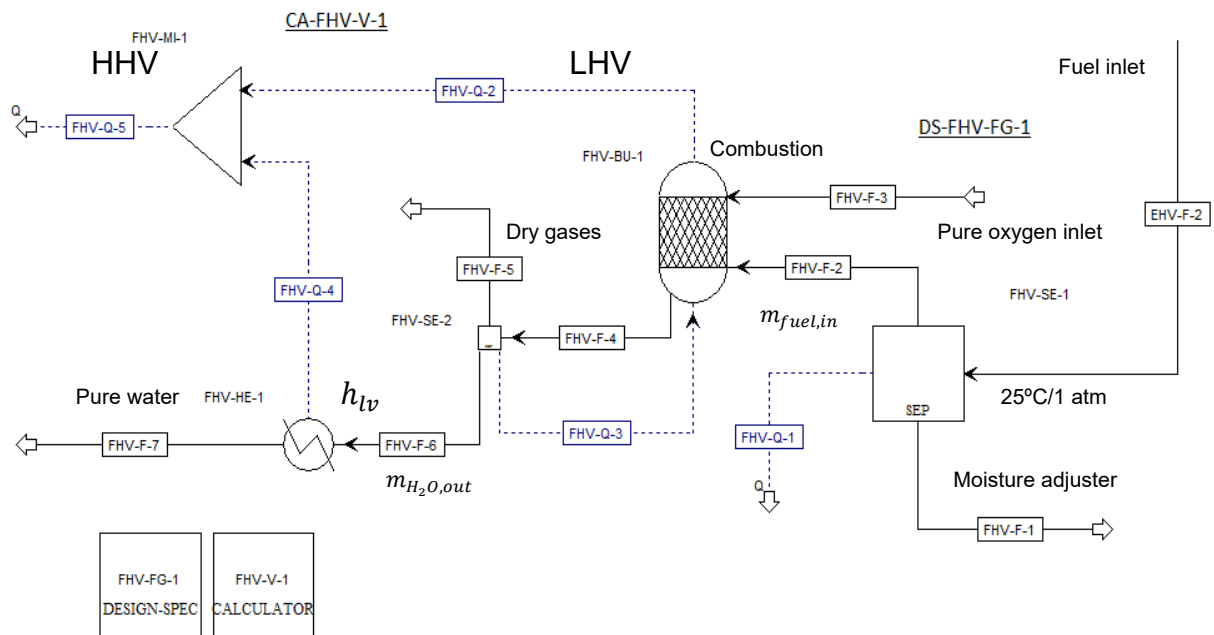 CA-FHV-V-1
FHV-MI-1
HHV
LHV
Fuel inlet
FHV-Q-2
Q
FHV-Q-5
DS-FHV-FG-1
FHV-BU-1
Combustion
FHV-F-3
EHV-F-2
Dry gases
Pure oxygen inlet
FHV-F-5
FHV-F-2
FHV-Q-4
FHV-SE-1
FHV-SE-2
m_{fuel,in}
FHV-F-4
Pure water
FHV-HE-1
h_{lv}
25ºC/1 atm
SEP
FHV-F-7
FHV-F-6
FHV-Q-3
FHV-Q-1
m_{H_2O,out}
Q
Moisture adjuster
FHV-F-1
FHV-FG-1
DESIGN-SPEC
FHV-V-1
CALCULATOR